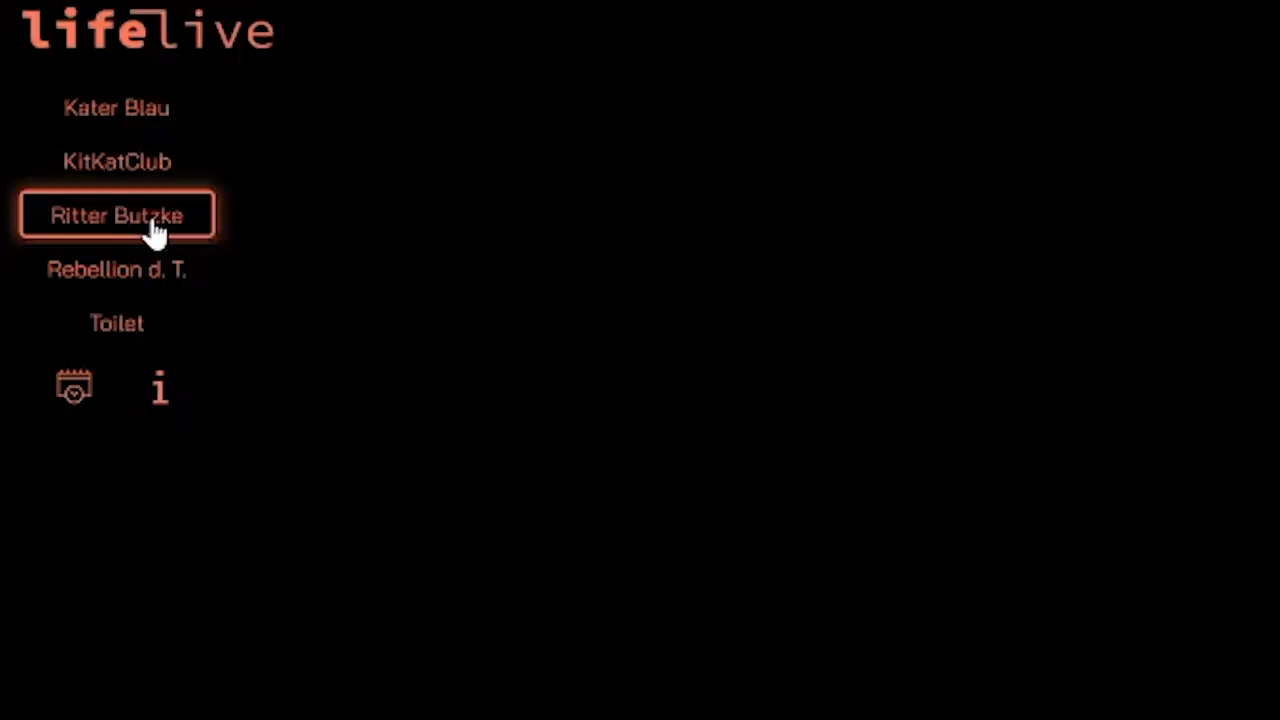 lifelive
Kater Blau
KitKatClub
Ritter Butzke
Rebellion d. T.
Toilet
i